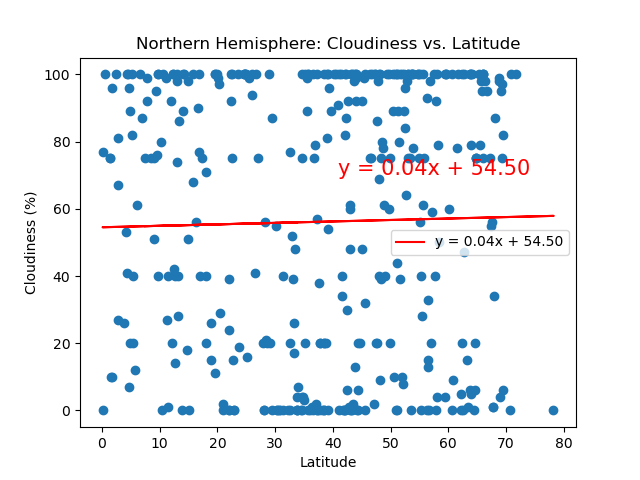 Northern Hemisphere: Cloudiness vs. Latitude
100
80
60
40
20
0
Cloudiness (%)
y = 0.04x + 54.50
y = 0.04x + 54.50
0 10 20 30 40 50 60 70 80
Latitude